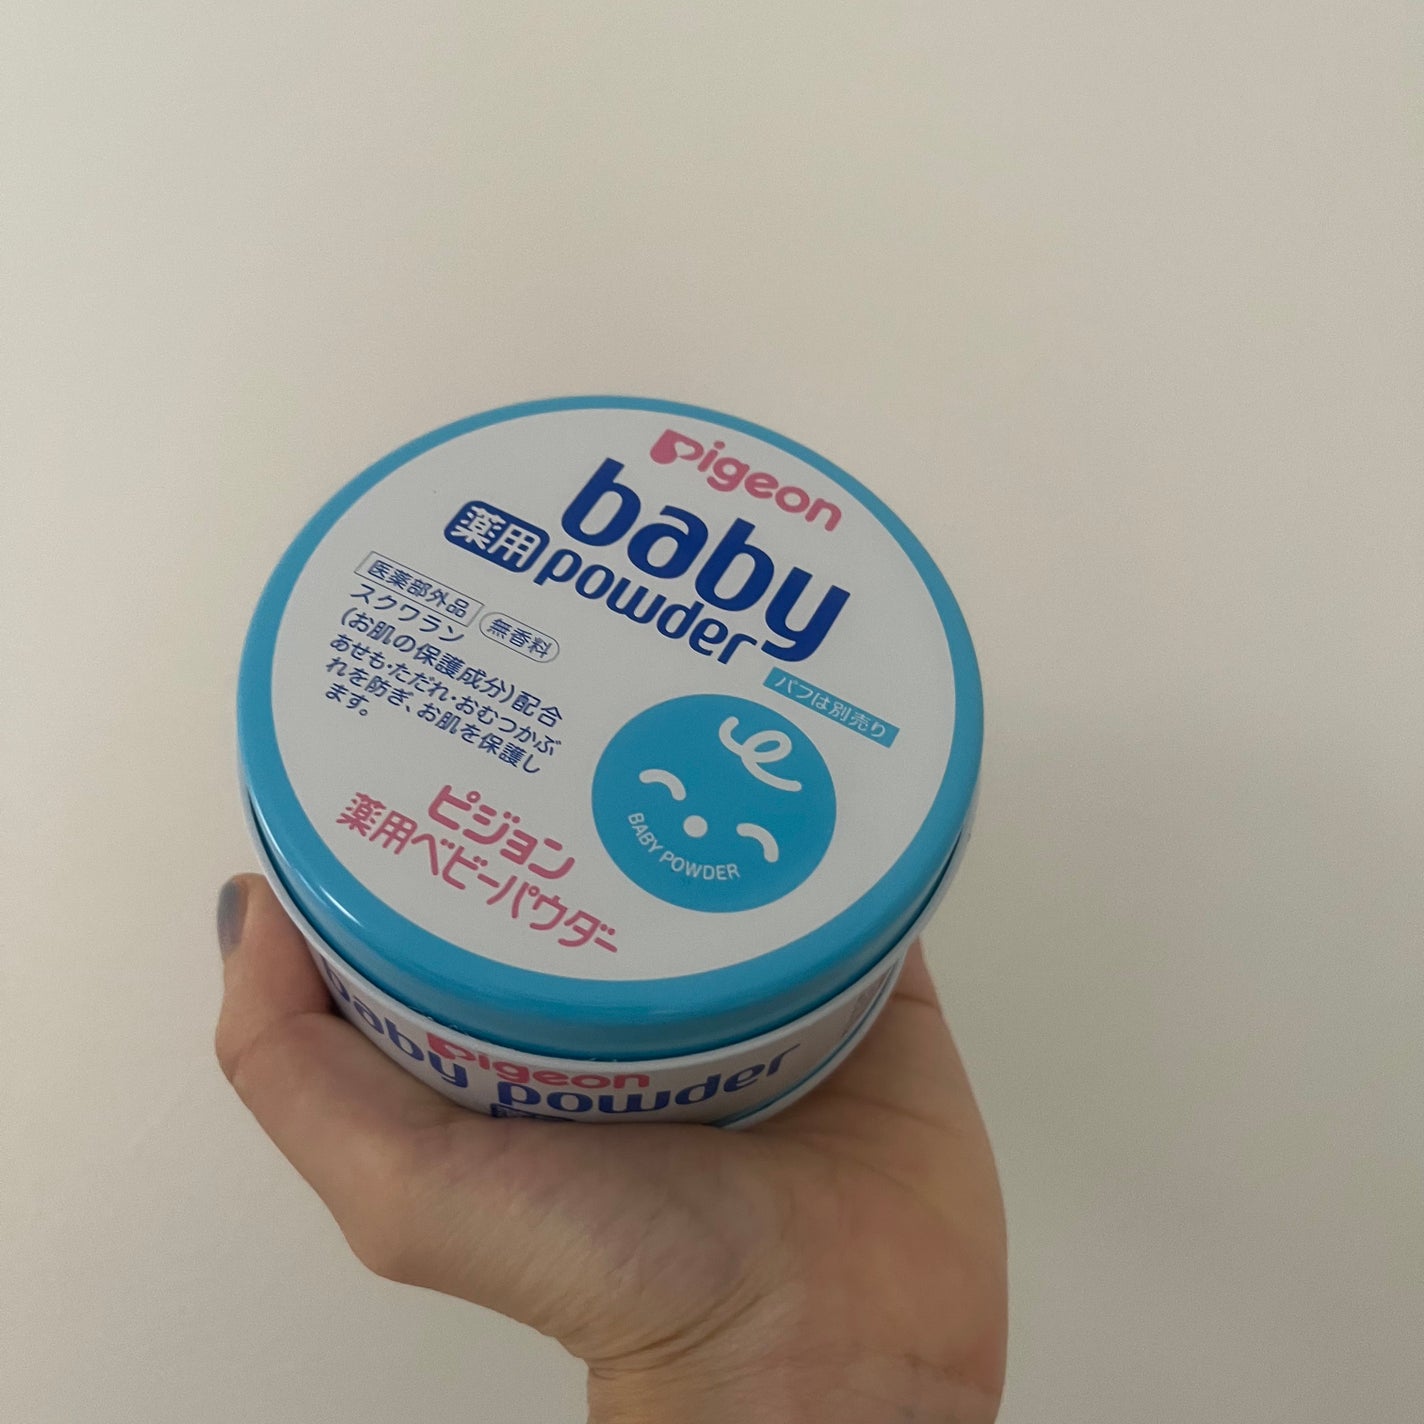 Pigeon
baby
薬用 powder
医薬部外品 無香料
スクワラン
(お肌の保護成分)配合
あせも・ただれ・おむつかぶ
れを防ぎ、お肌を保護し
ます。
パフは別売り
BABY POWDER
ピジョン
薬用ベビーパウダー
Pigeon
baby powder